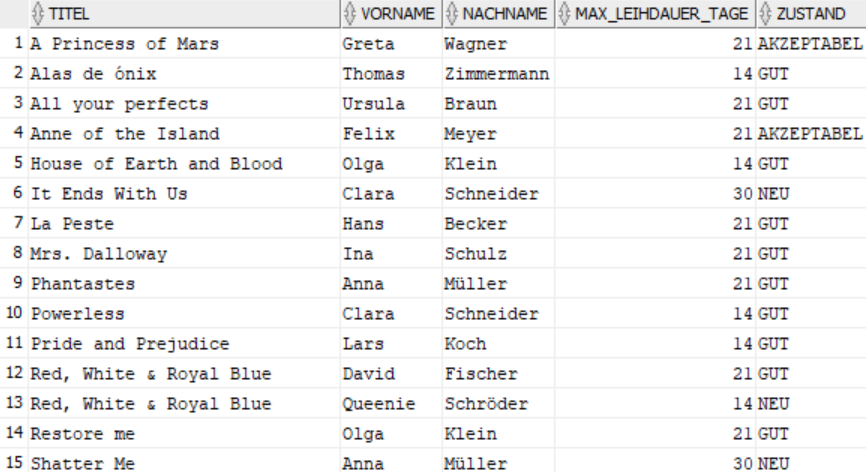 TITEL VORNAME NACHNAME MAX_LEIHDAUER_TAGE ZUSTAND
1 A Princess of Mars Greta Wagner 21 AKZEPTABEL
2 Alas de ónix Thomas Zimmermann 14 GUT
3 All your perfects Ursula Braun 21 GUT
4 Anne of the Island Felix Meyer 21 AKZEPTABEL
5 House of Earth and Blood Olga Klein 14 GUT
6 It Ends With Us Clara Schneider 30 NEU
7 La Peste Hans Becker 21 GUT
8 Mrs. Dalloway Ina Schulz 21 GUT
9 Phantastes Anna Müller 21 GUT
10 Powerless Clara Schneider 14 GUT
11 Pride and Prejudice Lars Koch 14 GUT
12 Red, White & Royal Blue David Fischer 21 GUT
13 Red, White & Royal Blue Queenie Schröder 14 NEU
14 Restore me Olga Klein 21 GUT
15 Shatter Me Anna Müller 30 NEU